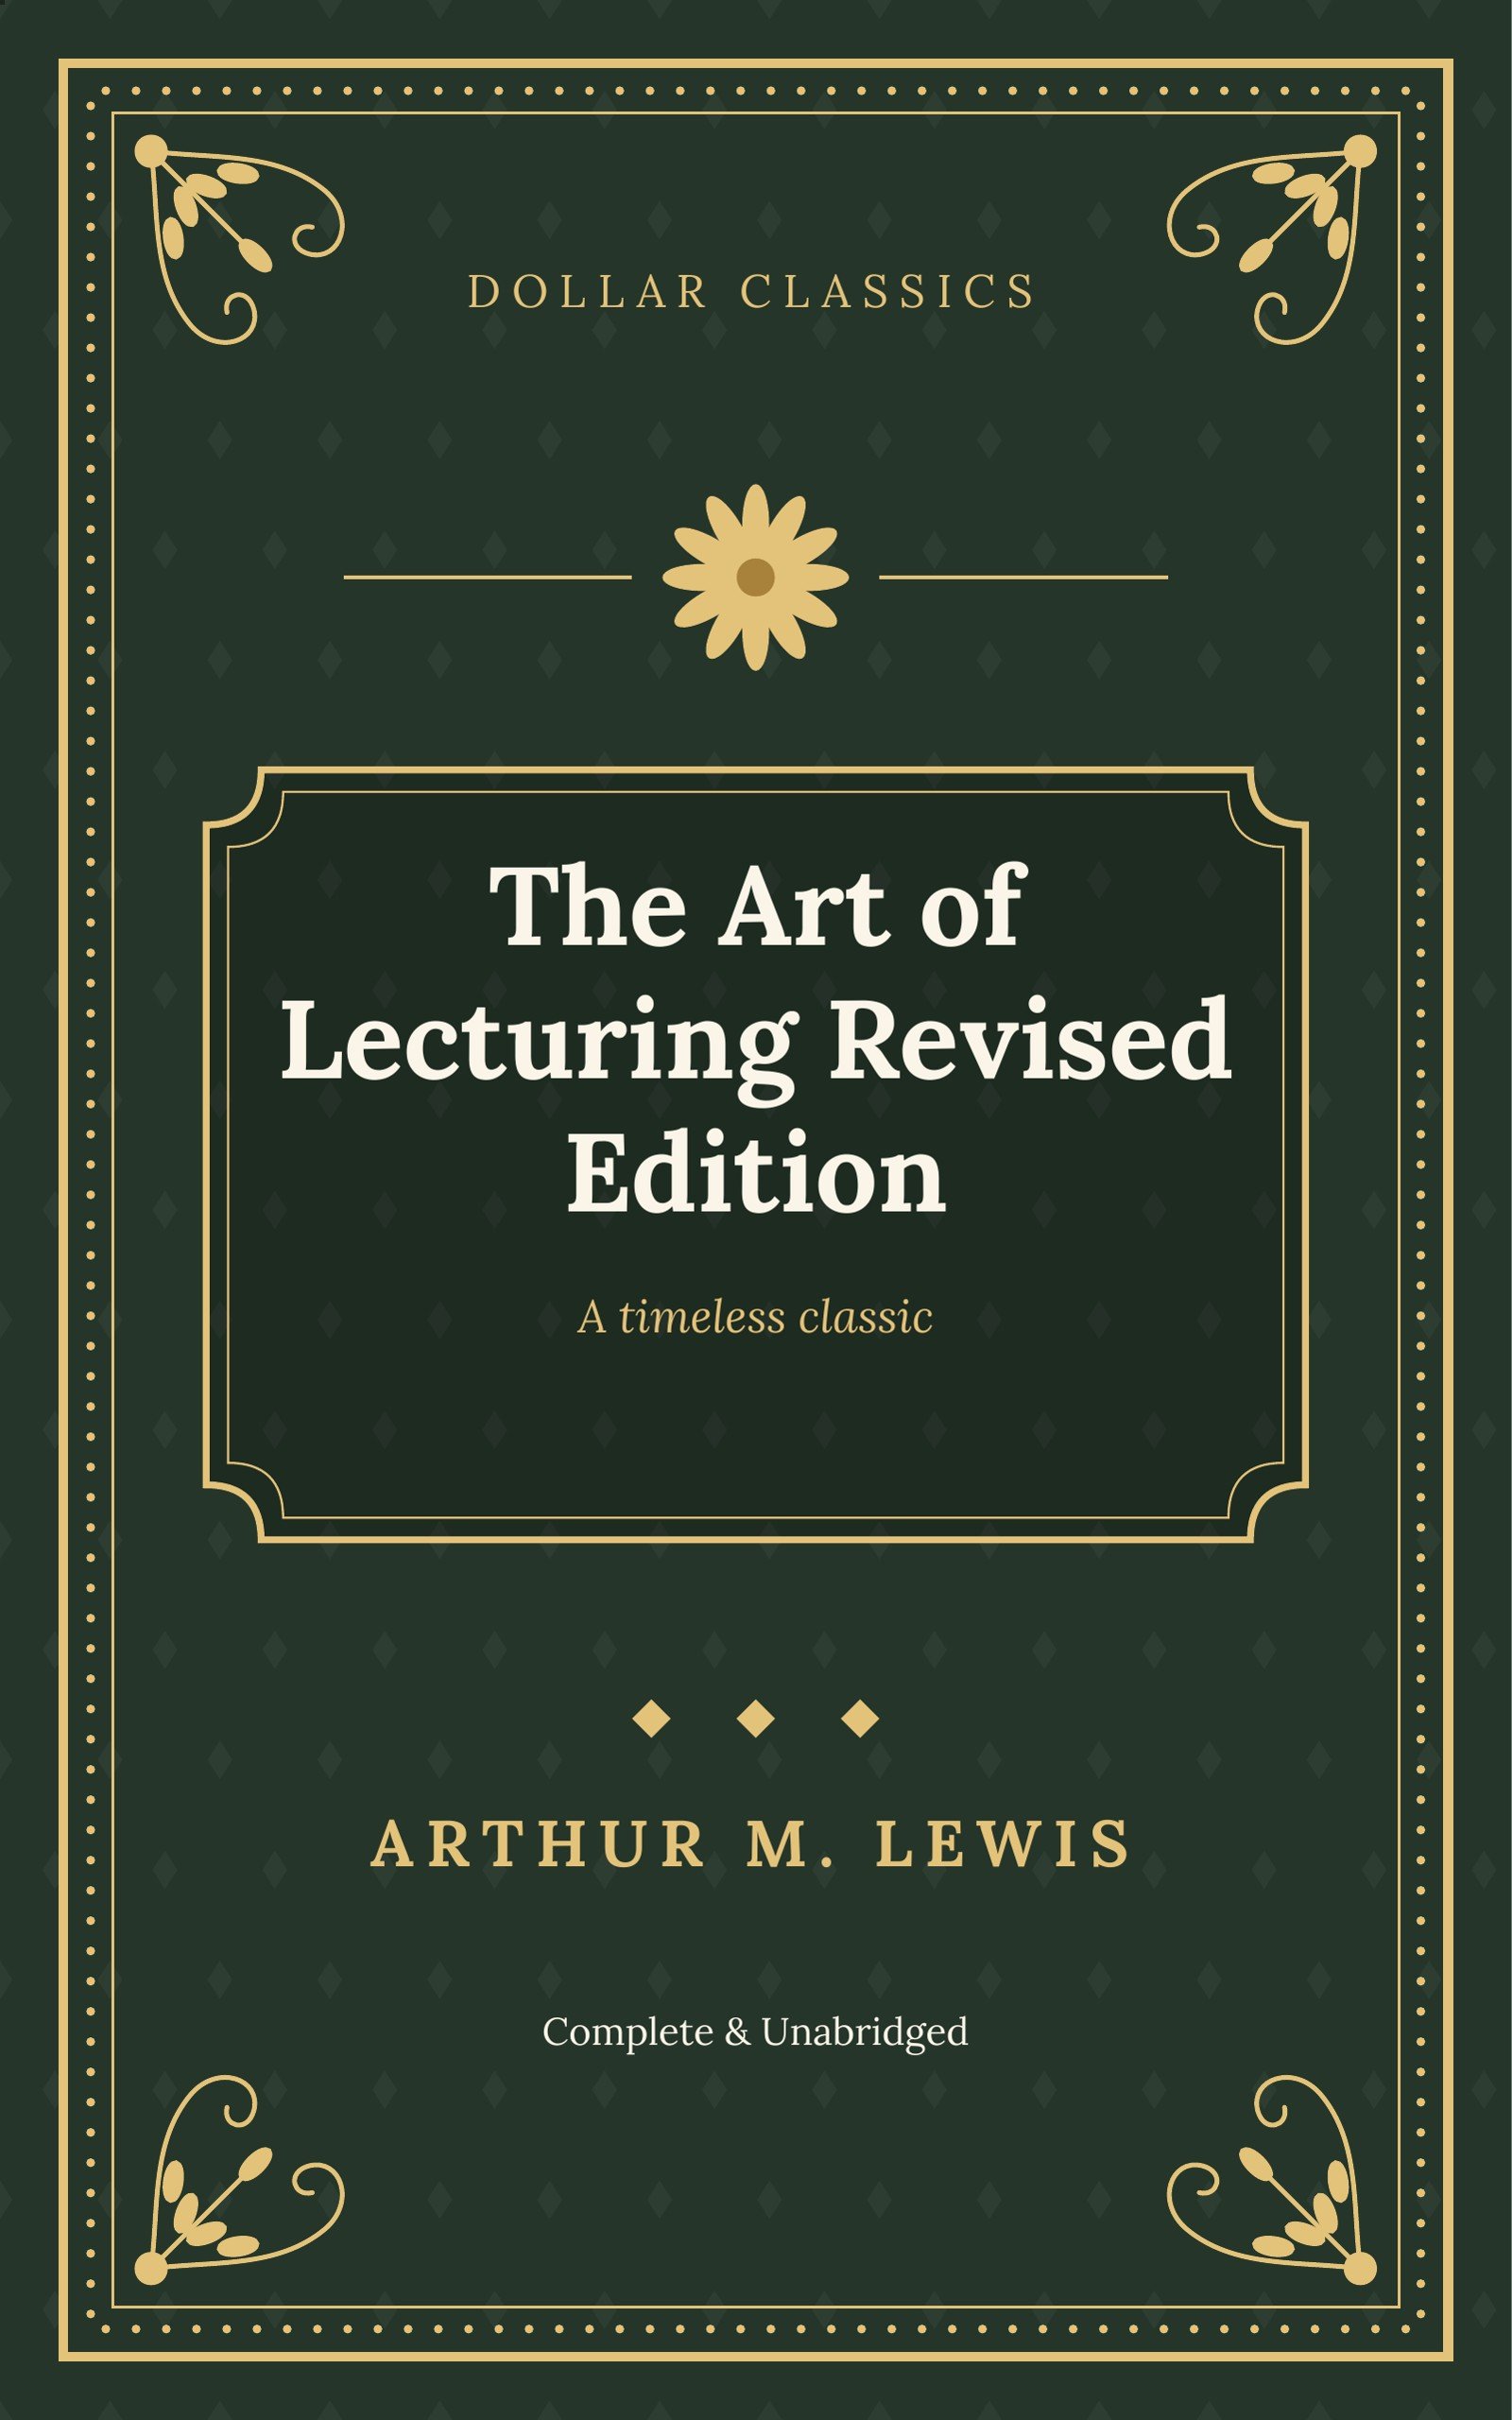 DOLLAR CLASSICS
The Art of
Lecturing Revised
Edition
A timeless classic
ARTHUR M. LEWIS
Complete & Unabridged